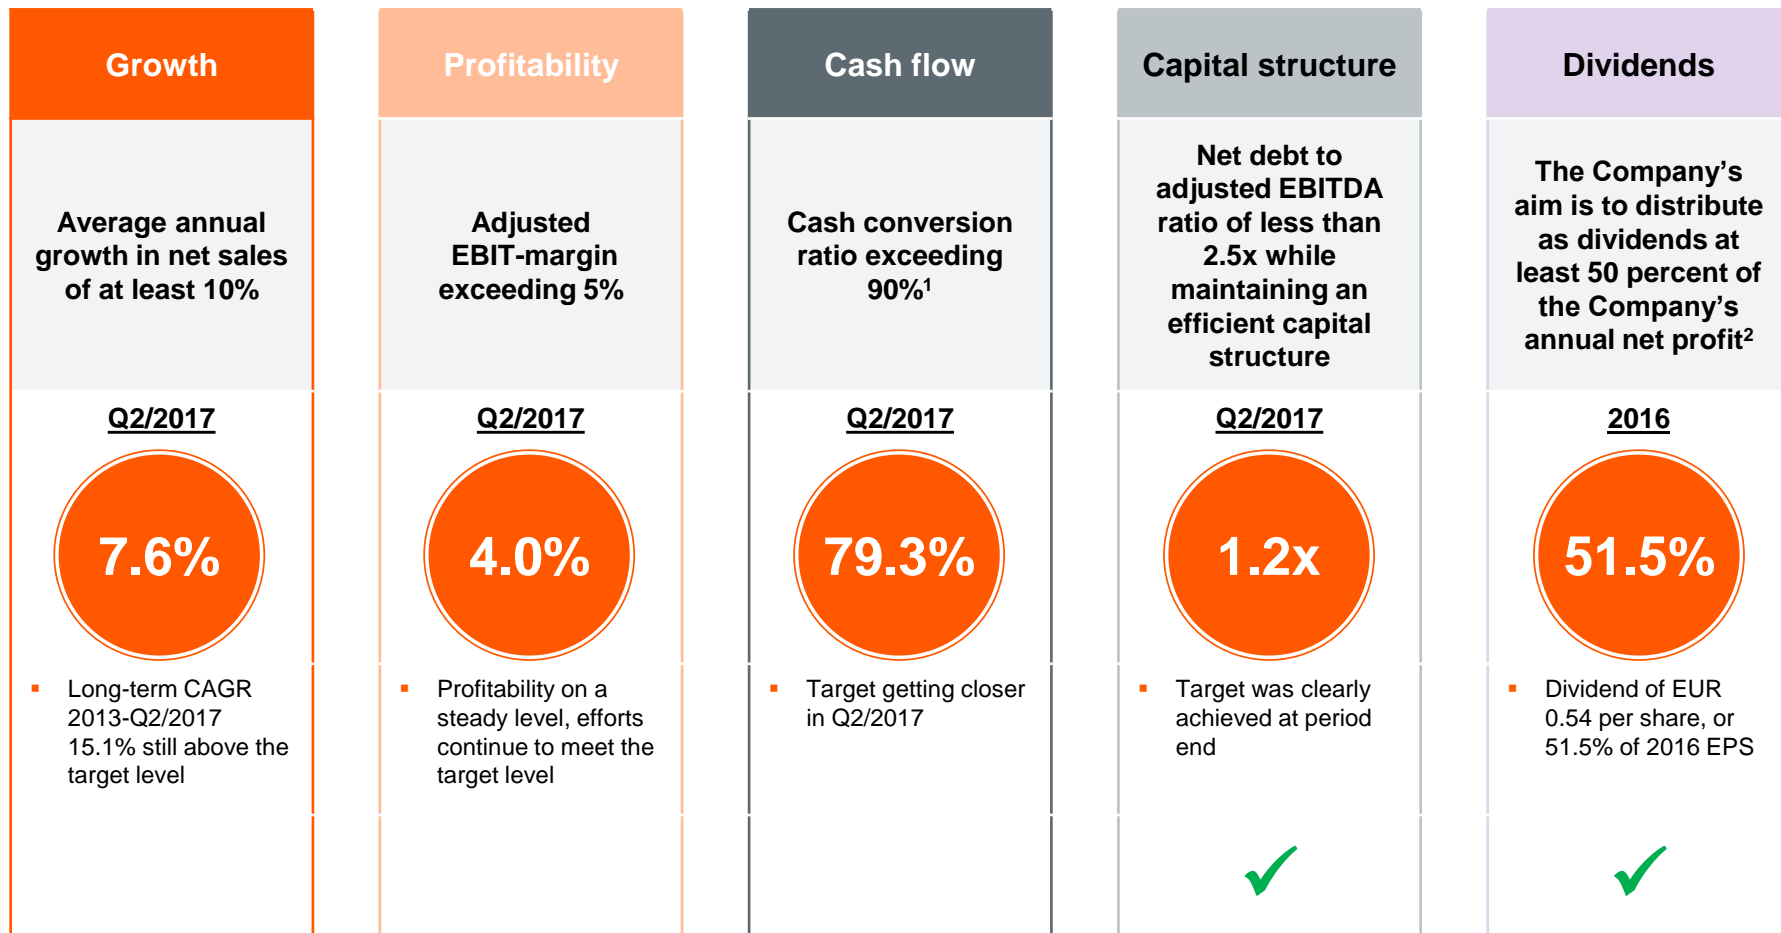 Growth
Average annual
growth in net sales
of at least 10%
Q2/2017
7.6%
▪ Long-term CAGR
2013-Q2/2017
15.1% still above the
target level
Profitability
Adjusted
EBIT-margin
exceeding 5%
Q2/2017
4.0%
▪ Profitability on a
steady level, efforts
continue to meet the
target level
Cash flow
Cash conversion
ratio exceeding
90%¹
Q2/2017
79.3%
▪ Target getting closer
in Q2/2017
Capital structure
Net debt to
adjusted EBITDA
ratio of less than
2.5x while
maintaining an
efficient capital
structure
Q2/2017
1.2x
▪ Target was clearly
achieved at period
end
Dividends
The Company’s
aim is to distribute
as dividends at
least 50 percent of
the Company’s
annual net profit²
2016
51.5%
▪ Dividend of EUR
0.54 per share, or
51.5% of 2016 EPS